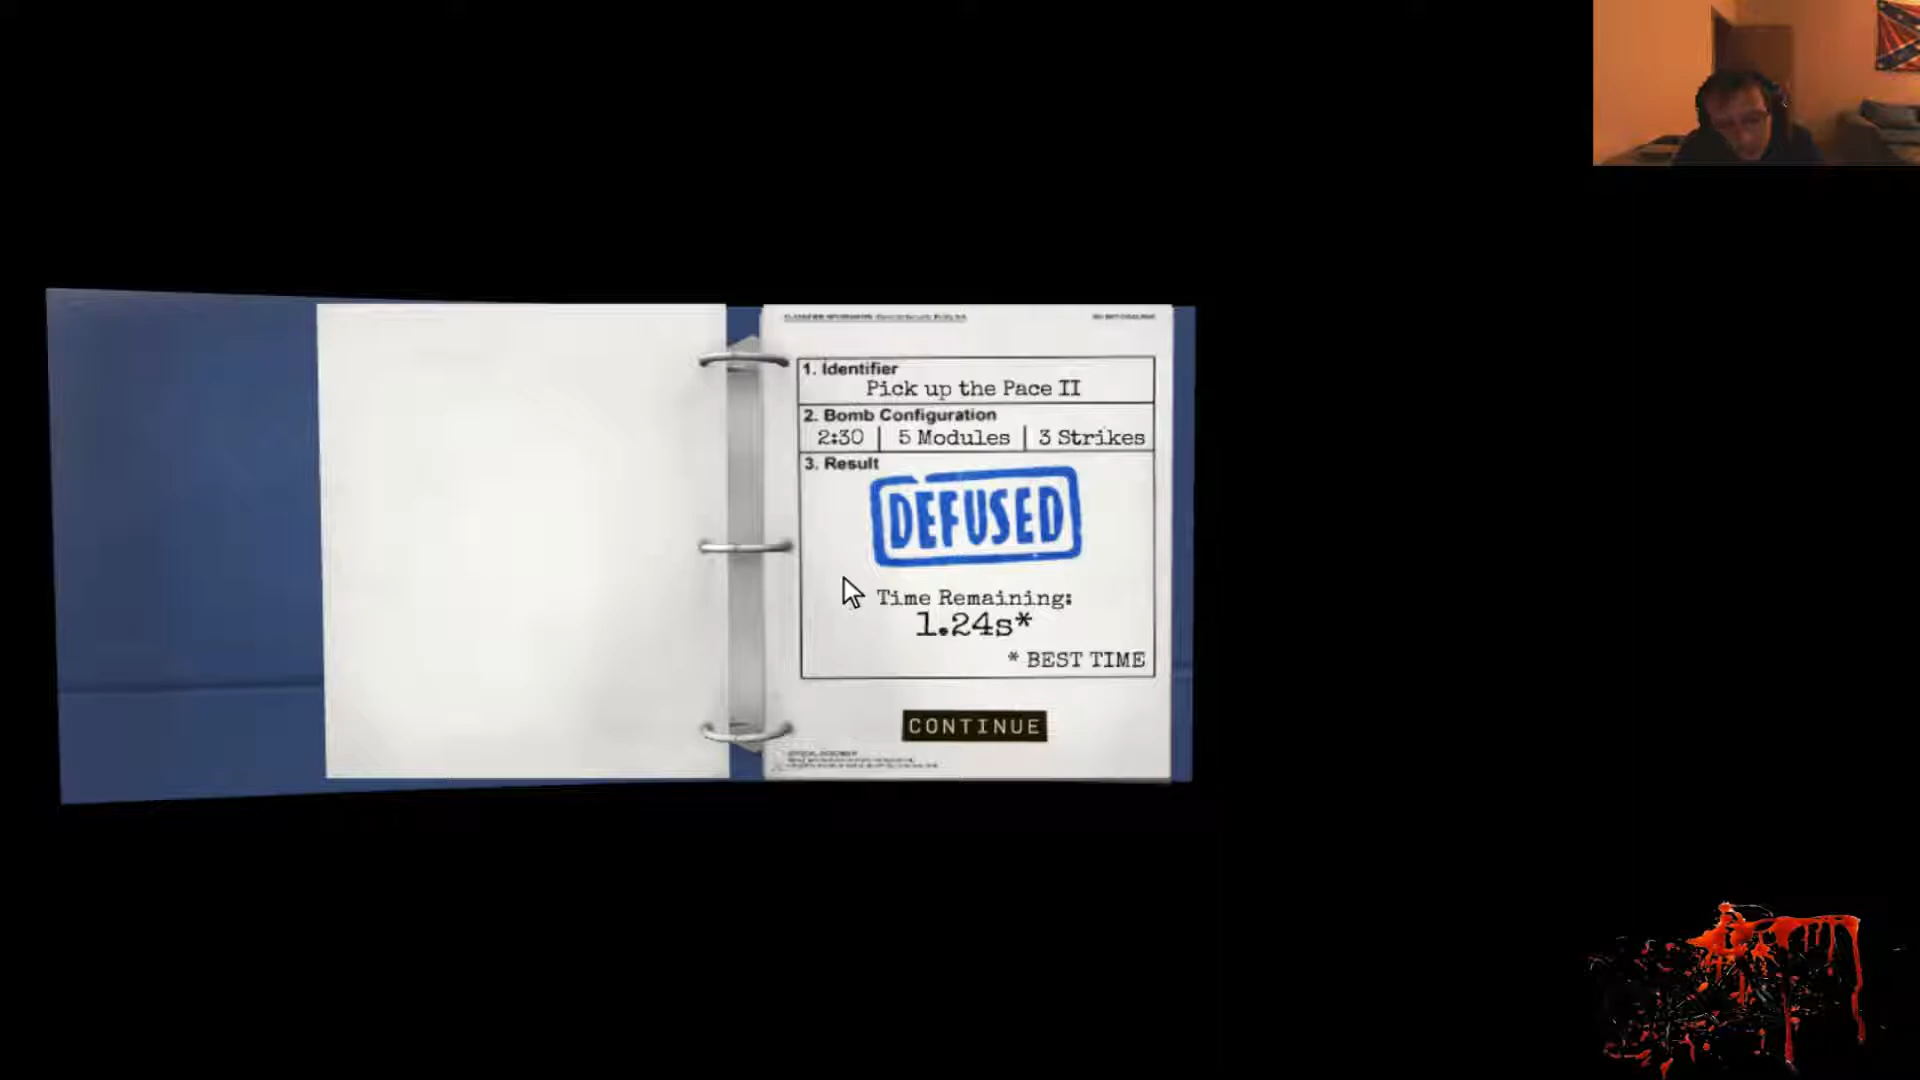 1. Identifier
Pick up the Pace II
2. Bomb Configuration
2:30 | 5 Modules | 3 Strikes
3. Result
DEFUSED
Time Remaining:
1.24s*
* BEST TIME
CONTINUE